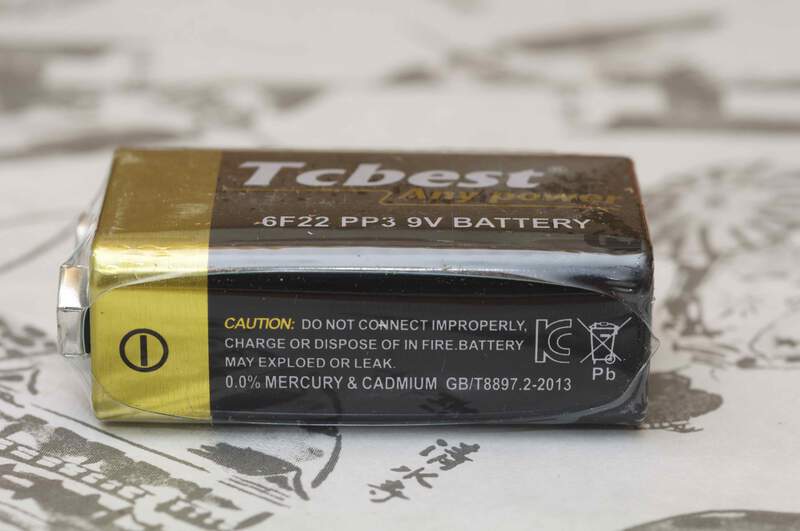 Tcbest
Any power
6F22 PP3 9V BATTERY
CAUTION: DO NOT CONNECT IMPROPERLY,
CHARGE OR DISPOSE OF IN FIRE.BATTERY
MAY EXPLOED OR LEAK.
0.0% MERCURY & CADMIUM GB/T8897.2-2013
Pb
清水寺